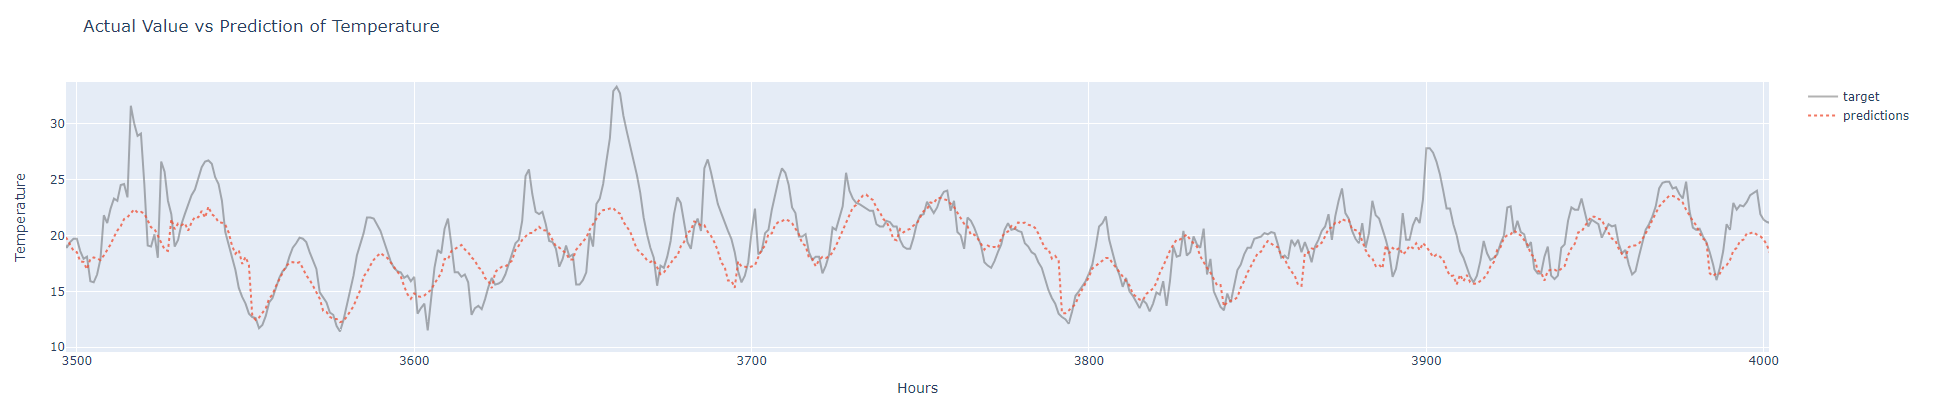 Actual Value vs Prediction of Temperature
target
predictions
30
25
20
15
10
Temperature
3500
3600
3700
3800
3900
4000
Hours